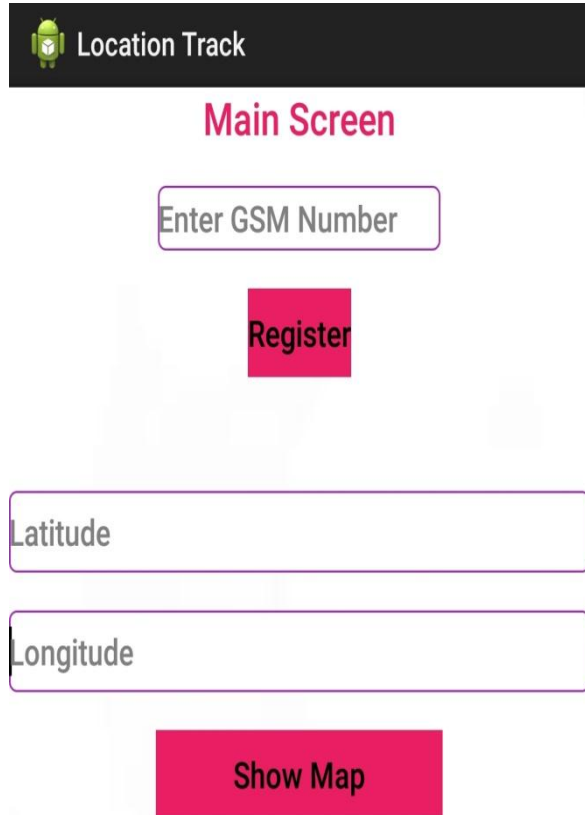 Location Track
Main Screen
Enter GSM Number
Register
Latitude
Longitude
Show Map